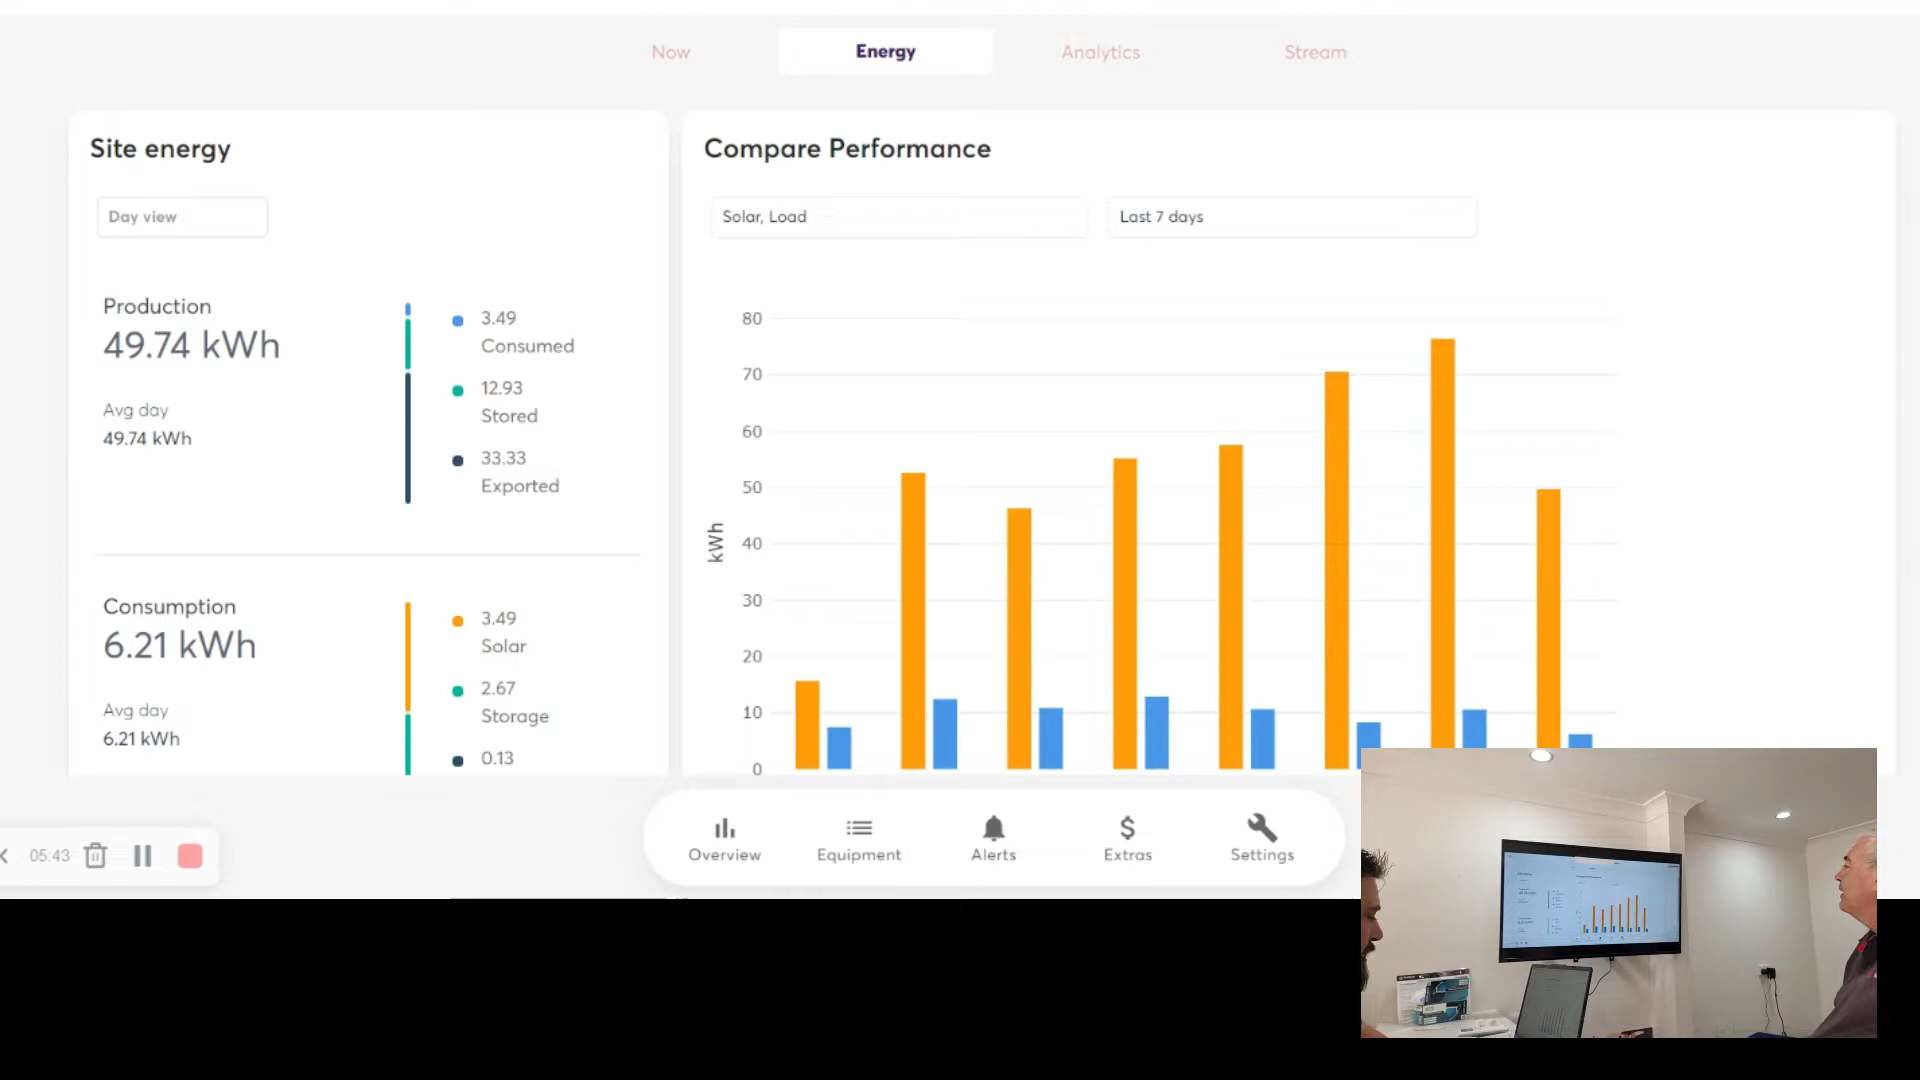 Now
Energy
Analytics
Stream
Site energy
Day view
Production
49.74 kWh
Avg day
49.74 kWh
3.49
Consumed
12.93
Stored
33.33
Exported
Consumption
6.21 kWh
Avg day
6.21 kWh
3.49
Solar
2.67
Storage
0.13
Compare Performance
Solar, Load
Last 7 days
80
70
60
50
40
30
20
10
0
kWh
05:43
Overview
Equipment
Alerts
Extras
Settings